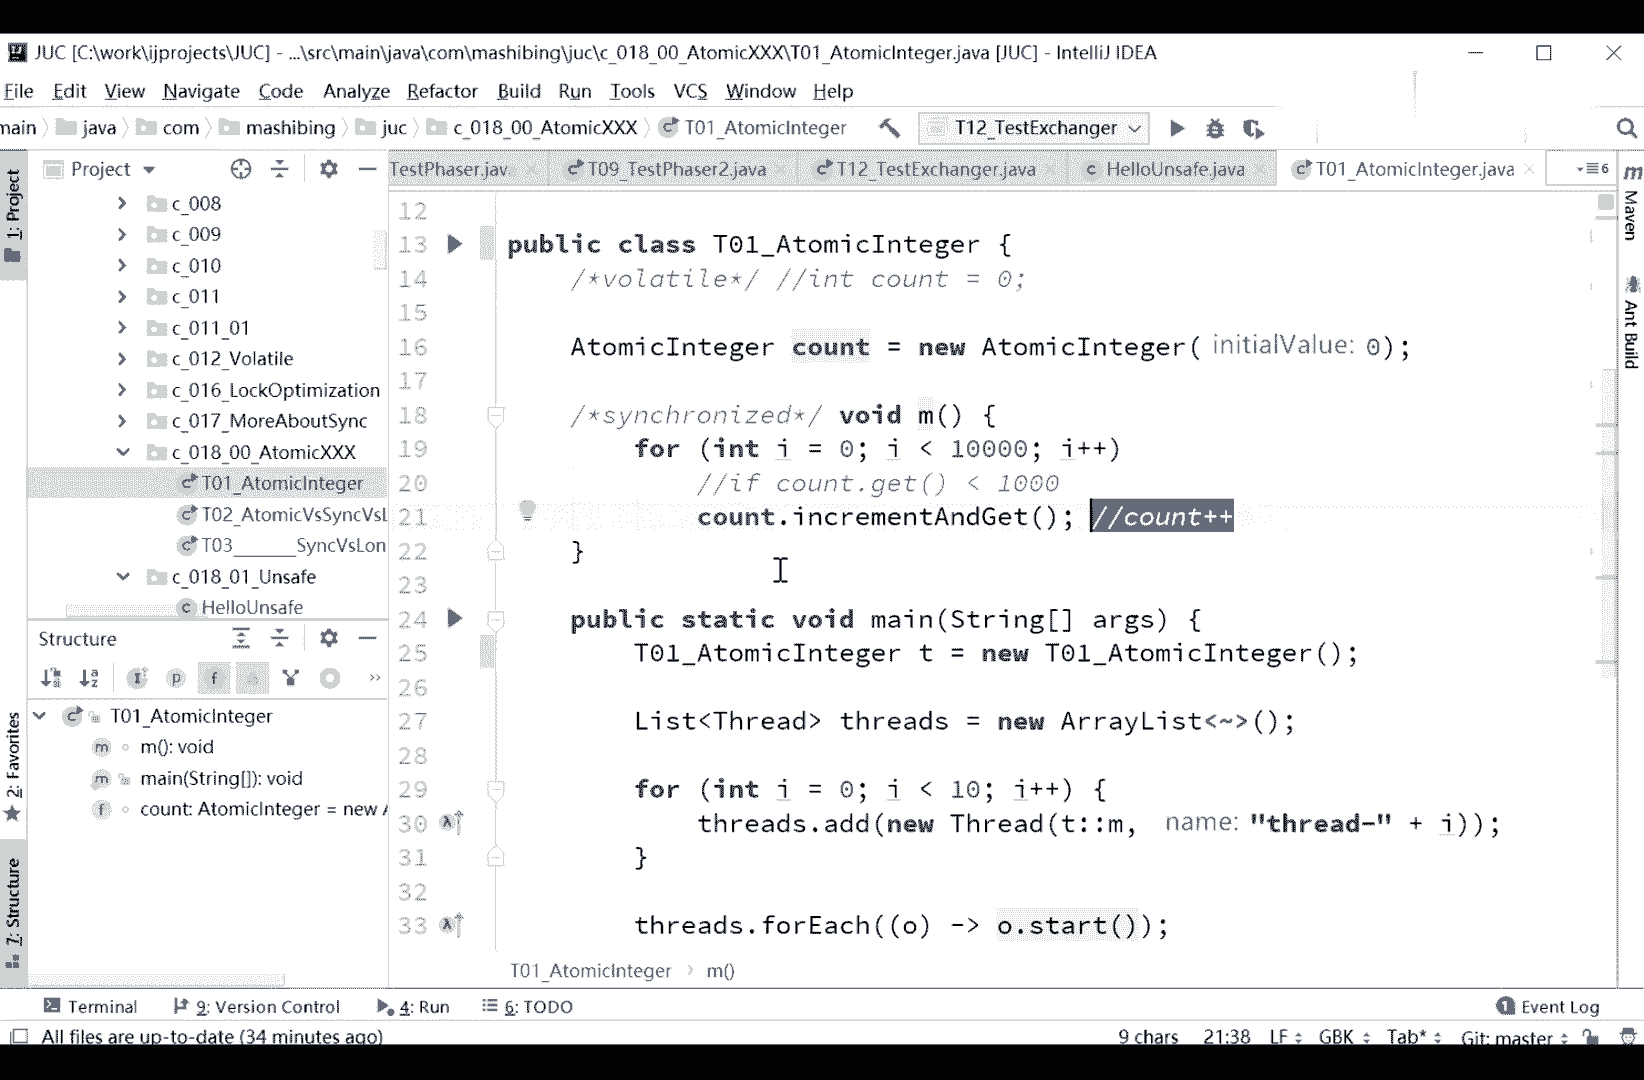 JUC [C:\work\ijprojects\JUC] - ...\src\main\java\com\mashibing\juc\c_018_00_AtomicXXX\T01_AtomicInteger.java [JUC] - IntelliJ IDEA
File Edit View Navigate Code Analyze Refactor Build Run Tools VCS Window Help
main java com mashibing juc c_018_00_AtomicXXX T01_AtomicInteger T12_TestExchanger
Project TestPhaser.jav T09_TestPhaser2.java T12_TestExchanger.java HelloUnsafe.java T01_AtomicInteger.java 6
1: Project
c_008
c_009
c_010
c_011
c_011_01
c_012_Volatile
c_016_LockOptimization
c_017_MoreAboutSync
c_018_00_AtomicXXX
T01_AtomicInteger
T02_AtomicVsSyncVsL
T03______SyncVsLon
c_018_01_Unsafe
HelloUnsafe
Structure
T01_AtomicInteger
m(): void
main(String[]): void
count: AtomicInteger = new A
2: Favorites
7: Structure
12
13 public class T01_AtomicInteger {
14 /*volatile*/ //int count = 0;
15
16 AtomicInteger count = new AtomicInteger( initialValue: 0);
17
18 /*synchronized*/ void m() {
19 for (int i = 0; i < 10000; i++)
20 //if count.get() < 1000
21 count.incrementAndGet(); //count++
22 }
23
24 public static void main(String[] args) {
25 T01_AtomicInteger t = new T01_AtomicInteger();
26
27 List<Thread> threads = new ArrayList<~>();
28
29 for (int i = 0; i < 10; i++) {
30 threads.add(new Thread(t::m, name: "thread-" + i));
31 }
32
33 threads.forEach((o) -> o.start());
T01_AtomicInteger m()
Maven
Ant Build
Terminal 9: Version Control 4: Run 6: TODO 1 Event Log
All files are up-to-date (34 minutes ago) 9 chars 21:38 LF GBK Tab* Git: master